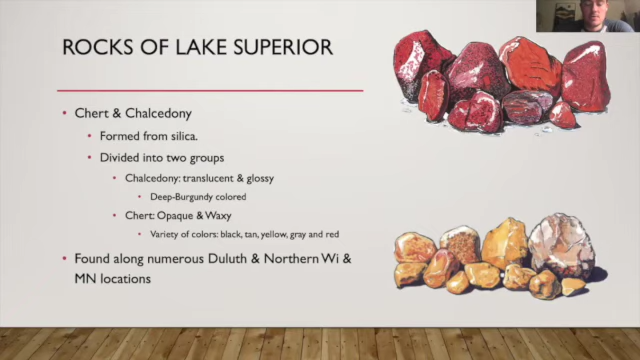 ROCKS OF LAKE SUPERIOR
Chert & Chalcedony
Formed from silica.
Divided into two groups
Chalcedony: translucent & glossy
Deep-Burgundy colored
Chert: Opaque & Waxy
Variety of colors: black, tan, yellow, gray and red
Found along numerous Duluth & Northern Wi &
MN locations